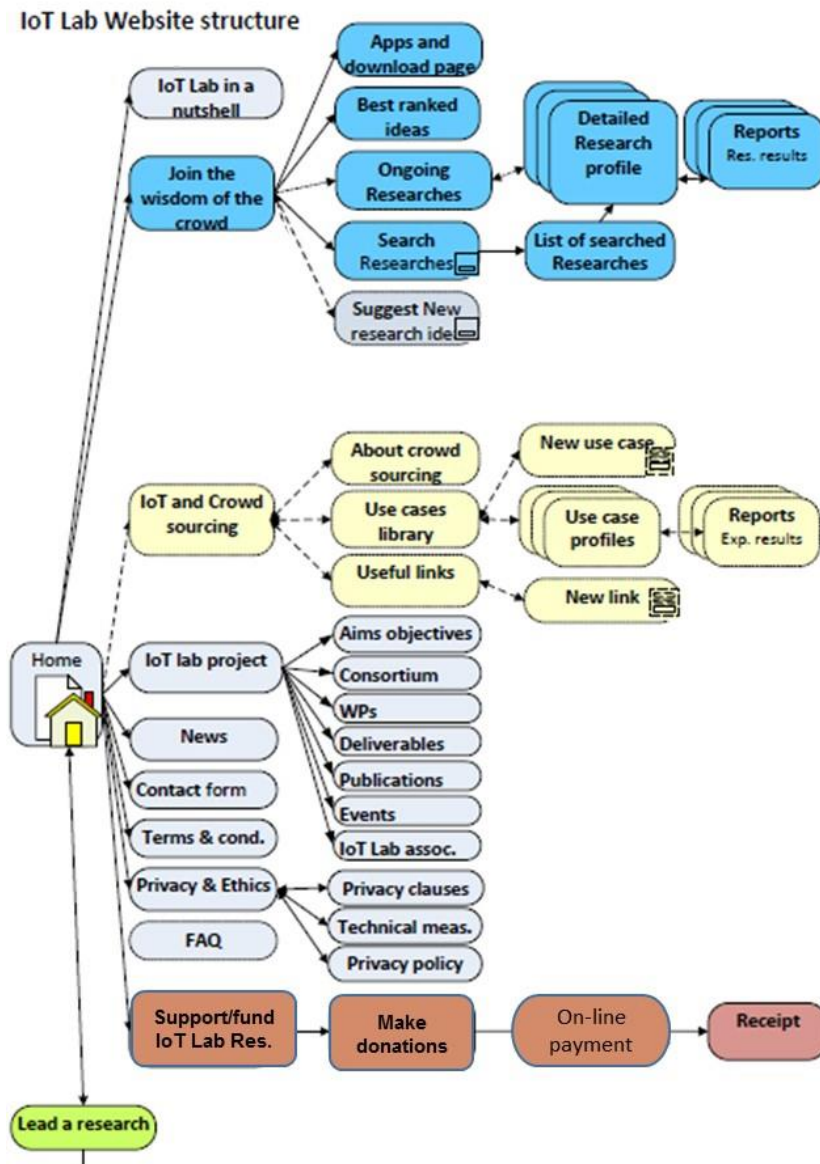 IoT Lab Website structure
IoT Lab in a
nutshell
Join the
wisdom of the
crowd
Apps and
download page
Best ranked
ideas
Ongoing
Researches
Search
Researches
Suggest New
research ide
Detailed
Research
profile
Reports
Res. results
List of searched
Researches
IoT and Crowd
sourcing
About crowd
sourcing
Use cases
library
Useful links
New use case
Use case
profiles
Reports
Exp. results
New link
Home
IoT lab project
News
Contact form
Terms & cond.
Privacy & Ethics
FAQ
Aims objectives
Consortium
WPs
Deliverables
Publications
Events
IoT Lab assoc.
Privacy clauses
Technical meas.
Privacy policy
Support/fund
IoT Lab Res.
Make
donations
On-line
payment
Receipt
Lead a research